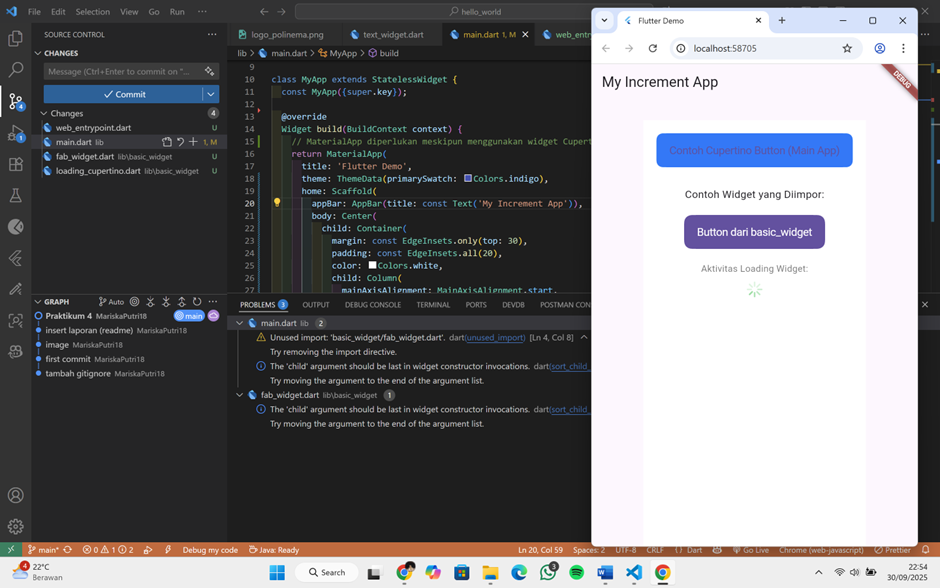 File Edit Selection View Go Run
hello_world
SOURCE CONTROL
CHANGES
Message (Ctrl+Enter to commit on "...
Commit
Changes 4
web_entrypoint.dart U
main.dart lib 1, M
fab_widget.dart lib\basic_widget U
loading_cupertino.dart lib\basic_widget U
GRAPH Auto
Praktikum 4 MariskaPutri18 main
insert laporan (readme) MariskaPutri18
image MariskaPutri18
first commit MariskaPutri18
tambah gitignore MariskaPutri18
logo_polinema.png text_widget.dart main.dart 1, M web_entry
lib > main.dart > MyApp > build
9
10 class MyApp extends StatelessWidget {
11 const MyApp({super.key});
12
13 @override
14 Widget build(BuildContext context) {
15 // MaterialApp diperlukan meskipun menggunakan widget Cupert
16 return MaterialApp(
17 title: 'Flutter Demo',
18 theme: ThemeData(primarySwatch: Colors.indigo),
19 home: Scaffold(
20 appBar: AppBar(title: const Text('My Increment App')),
21 body: Center(
22 child: Container(
23 margin: const EdgeInsets.only(top: 30),
24 padding: const EdgeInsets.all(20),
25 color: Colors.white,
26 child: Column(
27 mainAxisAlignment: MainAxisAlignment.start,
PROBLEMS 3 OUTPUT DEBUG CONSOLE TERMINAL PORTS DEVDB POSTMAN CON
main.dart lib 2
Unused import: 'basic_widget/fab_widget.dart'. dart(unused_import) [Ln 4, Col 8]
Try removing the import directive.
The 'child' argument should be last in widget constructor invocations. dart(sort_child_
Try moving the argument to the end of the argument list.
fab_widget.dart lib\basic_widget 1
The 'child' argument should be last in widget constructor invocations. dart(sort_child_
Try moving the argument to the end of the argument list.
Flutter Demo
localhost:58705
My Increment App
DEBUG
Contoh Cupertino Button (Main App)
Contoh Widget yang Diimpor:
Button dari basic_widget
Aktivitas Loading Widget:
main* 0 1 2 Debug my code Java: Ready Ln 20, Col 59 Spaces: 2 UTF-8 CRLF {} Dart Go Live Chrome (web-javascript) Prettier
4 22°C
Berawan
Search
3
22:54
30/09/2025